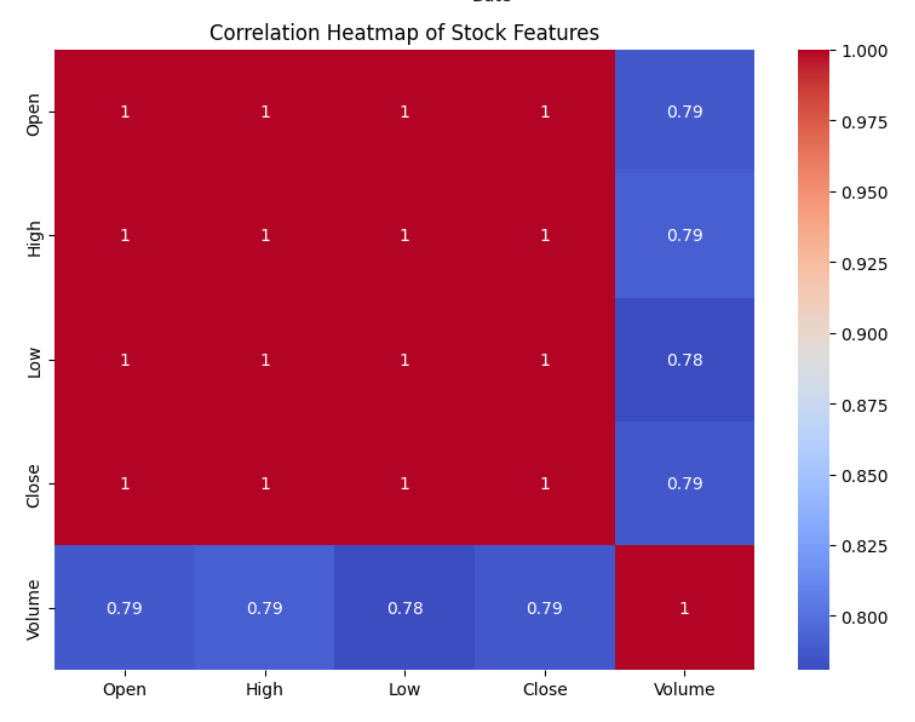 Correlation Heatmap of Stock Features
Open 1 1 1 1 0.79
High 1 1 1 1 0.79
Low 1 1 1 1 0.78
Close 1 1 1 1 0.79
Volume 0.79 0.79 0.78 0.79 1
Open High Low Close Volume
1.000
0.975
0.950
0.925
0.900
0.875
0.850
0.825
0.800